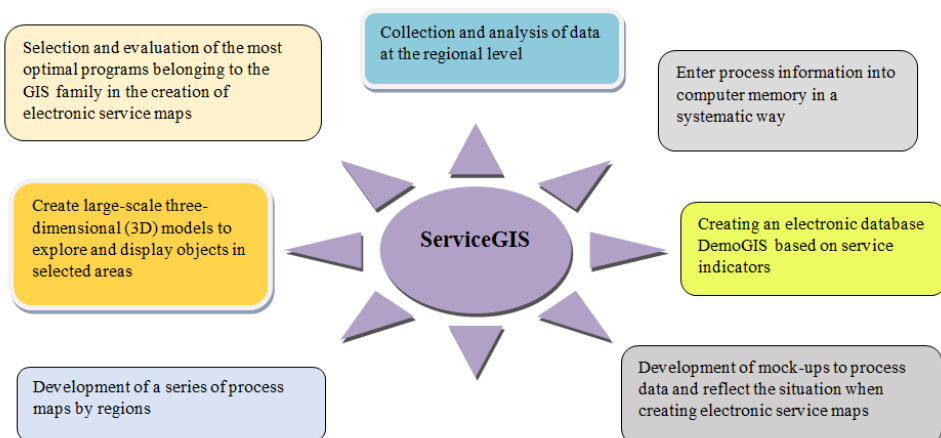 Collection and analysis of data
at the regional level
Selection and evaluation of the most
optimal programs belonging to the
GIS family in the creation of
electronic service maps
Enter process information into
computer memory in a
systematic way
Create large-scale three-
dimensional (3D) models to
explore and display objects in
selected areas
ServiceGIS
Creating an electronic database
DemoGIS based on service
indicators
Development of a series of process
maps by regions
Development of mock-ups to process
data and reflect the situation when
creating electronic service maps